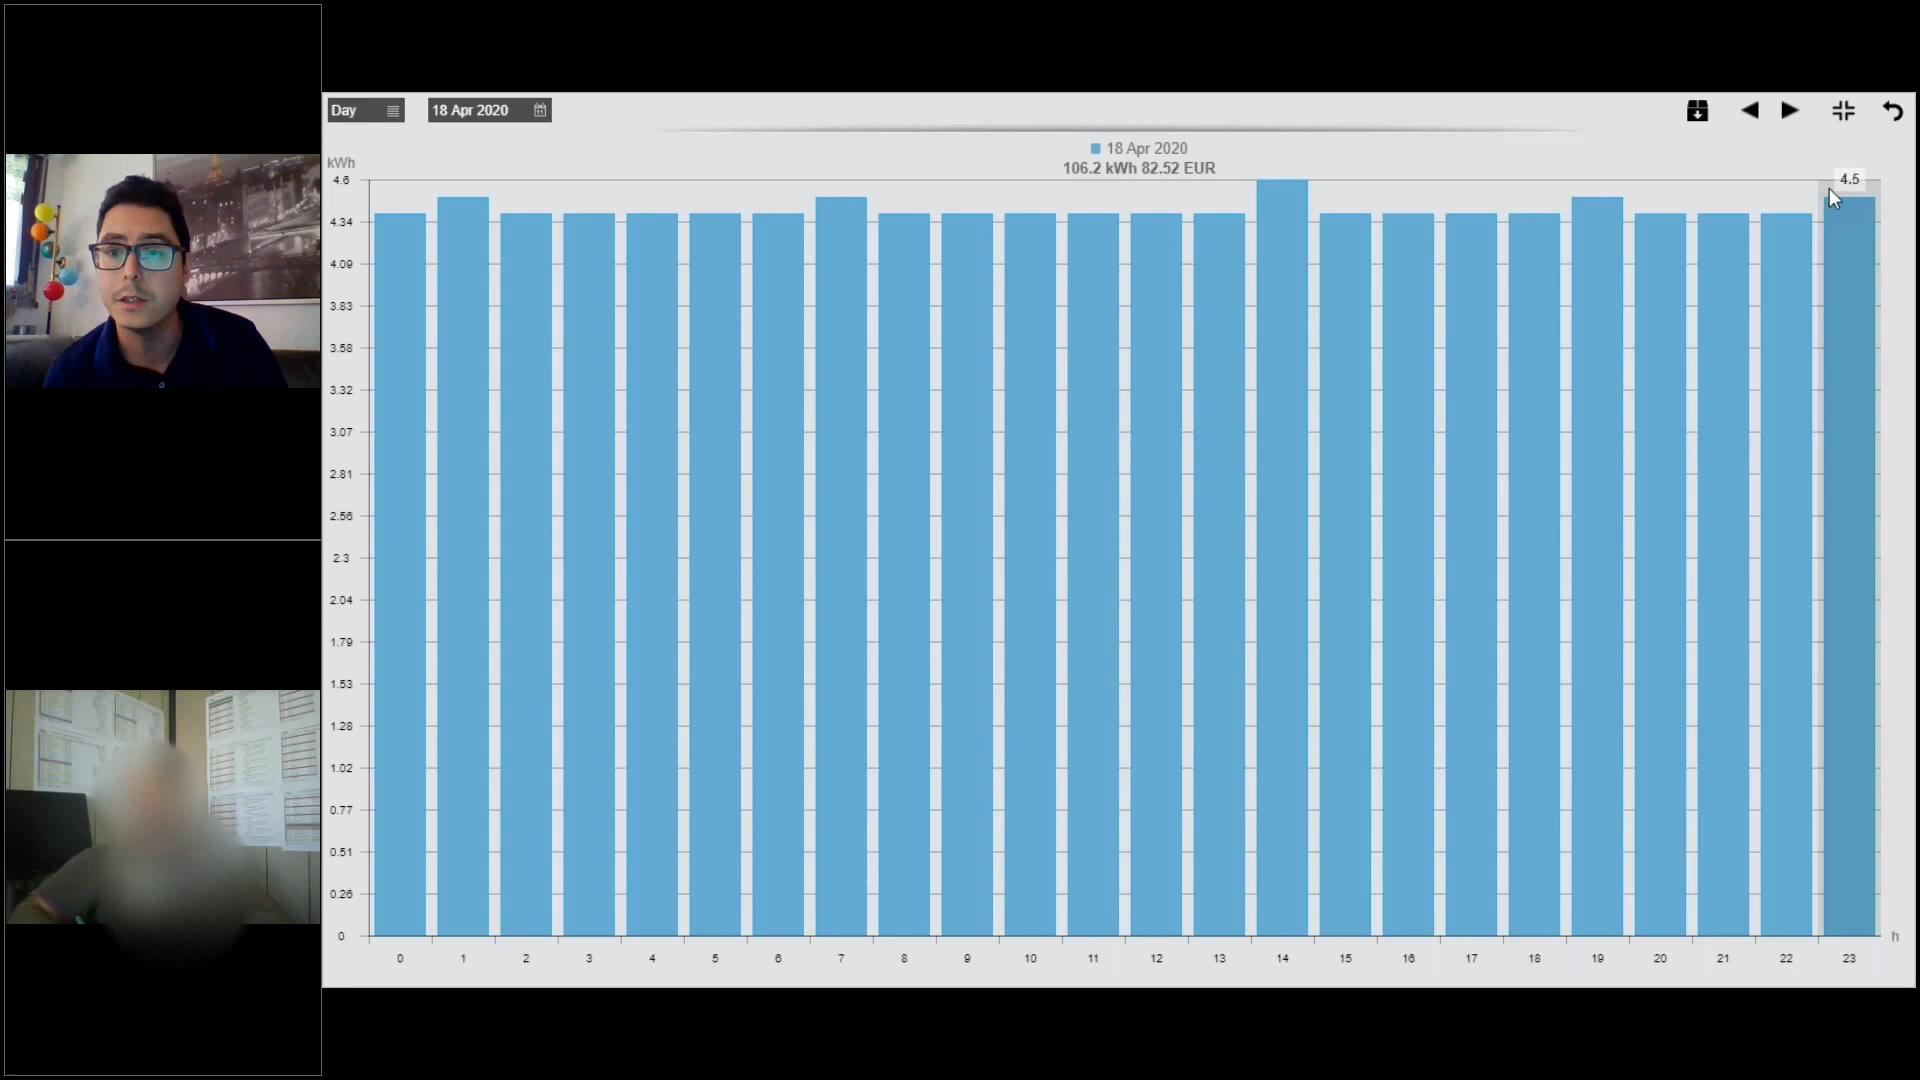 Day
18 Apr 2020
18 Apr 2020
106.2 kWh 82.52 EUR
kWh
4.5
4.6
4.34
4.09
3.83
3.58
3.32
3.07
2.81
2.56
2.3
2.04
1.79
1.53
1.28
1.02
0.77
0.51
0.26
0
h
0 1 2 3 4 5 6 7 8 9 10 11 12 13 14 15 16 17 18 19 20 21 22 23